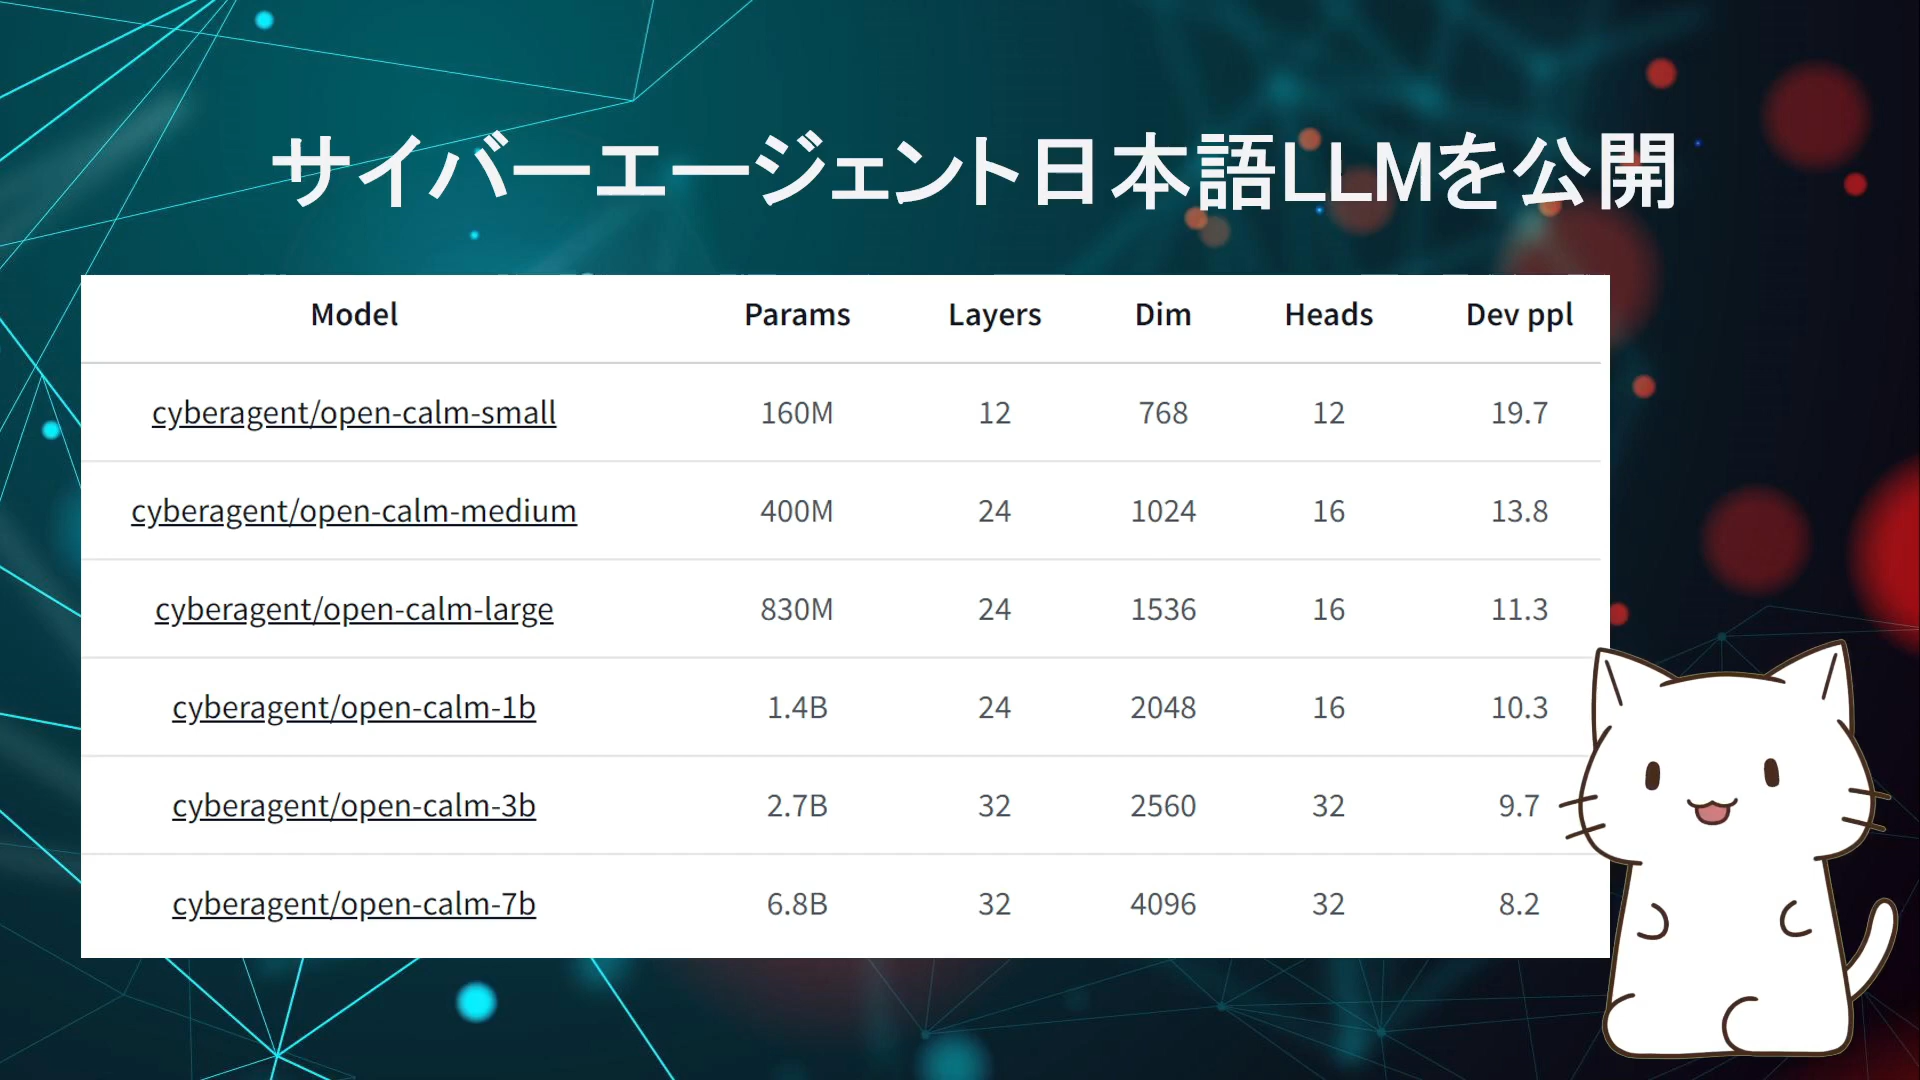 サイバーエージェント日本語LLMを公開
Model Params Layers Dim Heads Dev ppl
cyberagent/open-calm-small 160M 12 768 12 19.7
cyberagent/open-calm-medium 400M 24 1024 16 13.8
cyberagent/open-calm-large 830M 24 1536 16 11.3
cyberagent/open-calm-1b 1.4B 24 2048 16 10.3
cyberagent/open-calm-3b 2.7B 32 2560 32 9.7
cyberagent/open-calm-7b 6.8B 32 4096 32 8.2